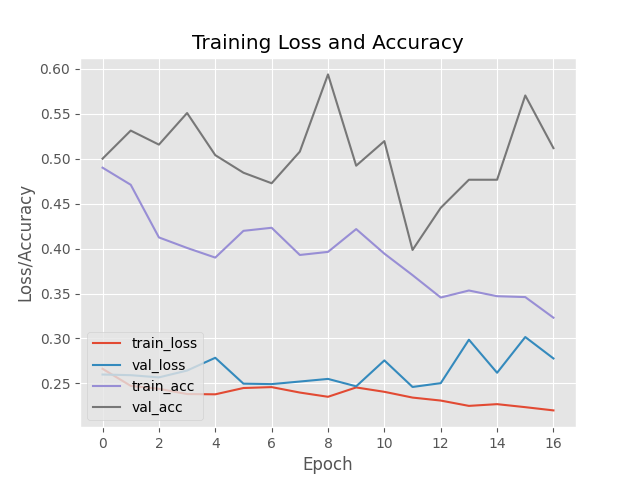 Training Loss and Accuracy
0.60
0.55
0.50
0.45
0.40
0.35
0.30
0.25
Loss/Accuracy
train_loss
val_loss
train_acc
val_acc
0 2 4 6 8 10 12 14 16
Epoch